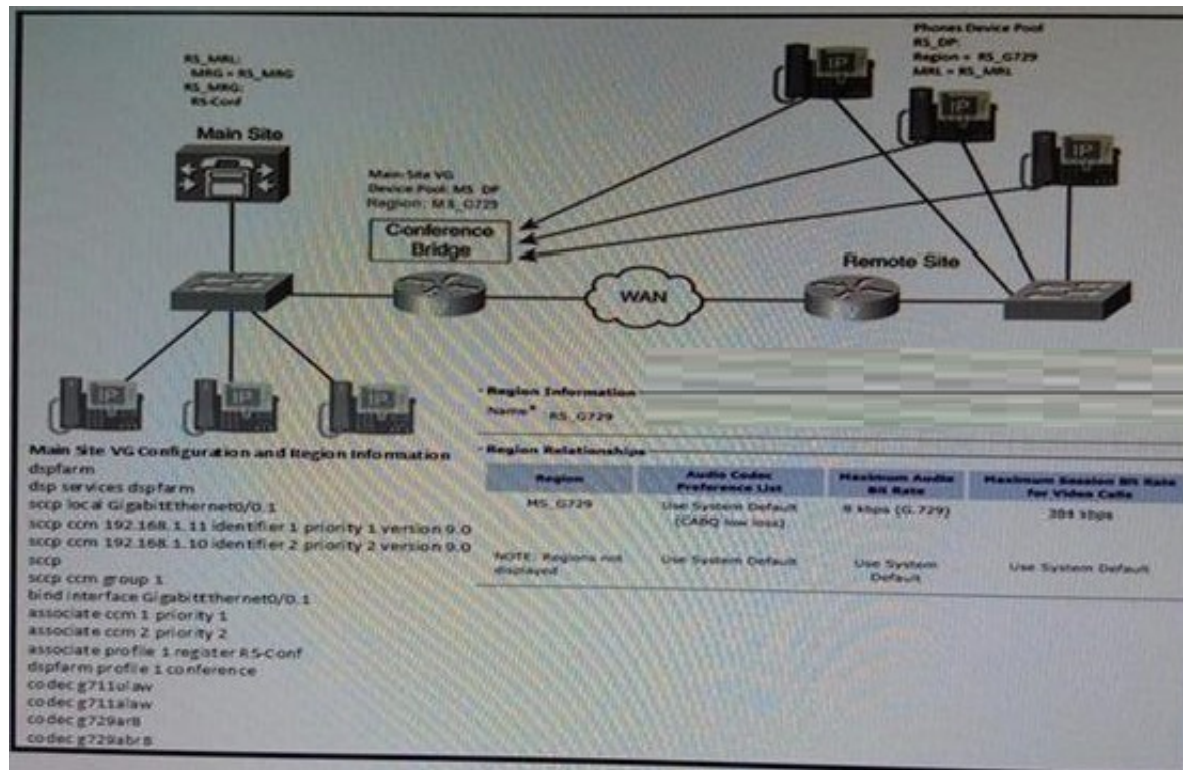 RS_MRL:
MRG = RS_MRG
RS_MRG:
RS-Conf
Main Site
Phones Device Pool
RS_DP:
Region = RS_G729
MRL = RS_MRL
IP
IP
IP
Main-Site VG
Device Pool: MS_DP
Region: MS_G729
Conference
Bridge
WAN
Remote Site
IP
IP
IP
Region Information
Name* RS_G729
Region Relationships
Region Audio Codec Preference List Maximum Audio Bit Rate Maximum Session Bit Rate for Video Calls
MS_G729 Use System Default (CABQ low loss) 8 kbps (G.729) 384 kbps
NOTE: Regions not displayed Use System Default Use System Default Use System Default
Main Site VG Configuration and Region Information
dspfarm
dsp services dspfarm
sccp local GigabitEthernet0/0.1
sccp ccm 192.168.1.11 identifier 1 priority 1 version 9.0
sccp ccm 192.168.1.10 identifier 2 priority 2 version 9.0
sccp
sccp ccm group 1
bind interface GigabitEthernet0/0.1
associate ccm 1 priority 1
associate ccm 2 priority 2
associate profile 1 register RS-Conf
dspfarm profile 1 conference
codec g711ulaw
codec g711alaw
codec g729ar8
codec g729abr8